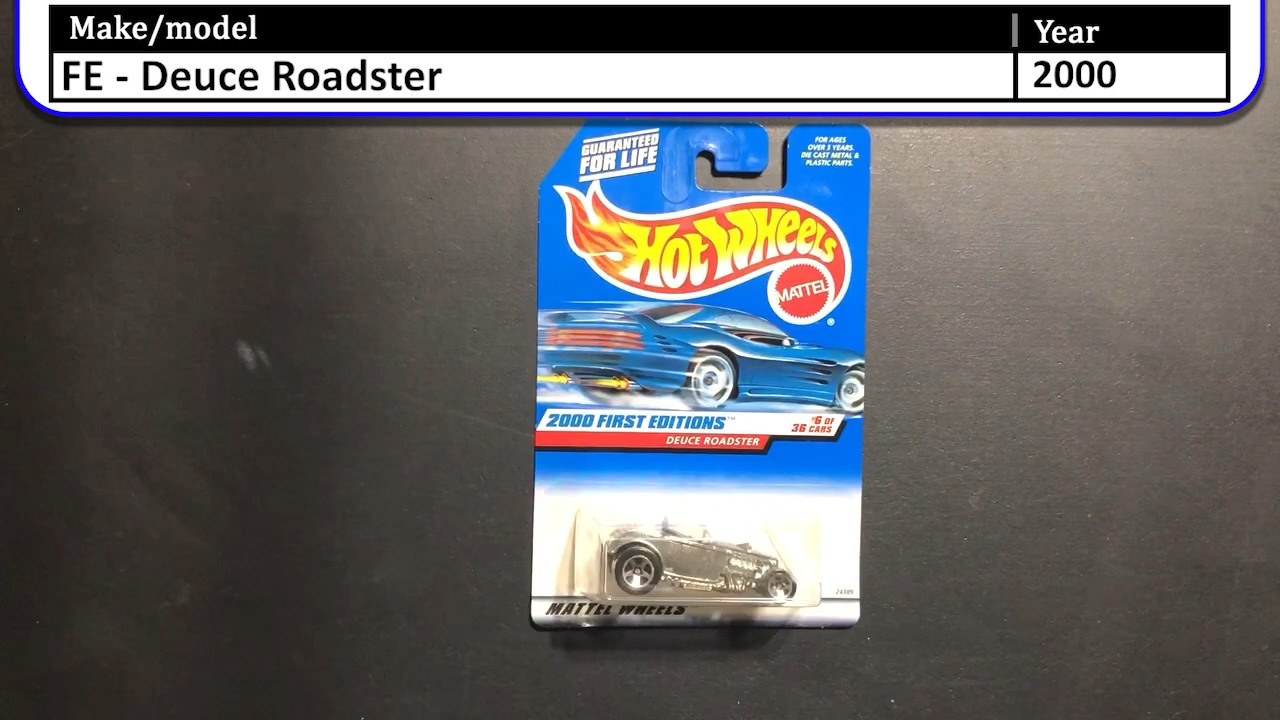 Make/model
Year
FE - Deuce Roadster
2000
GUARANTEED
FOR LIFE
FOR AGES
OVER 3 YEARS.
DIE CAST METAL &
PLASTIC PARTS.
HOT WHEELS
MATTEL
®
2000 FIRST EDITIONS™
#6 OF
36 CARS
DEUCE ROADSTER
24389
MATTEL WHEELS